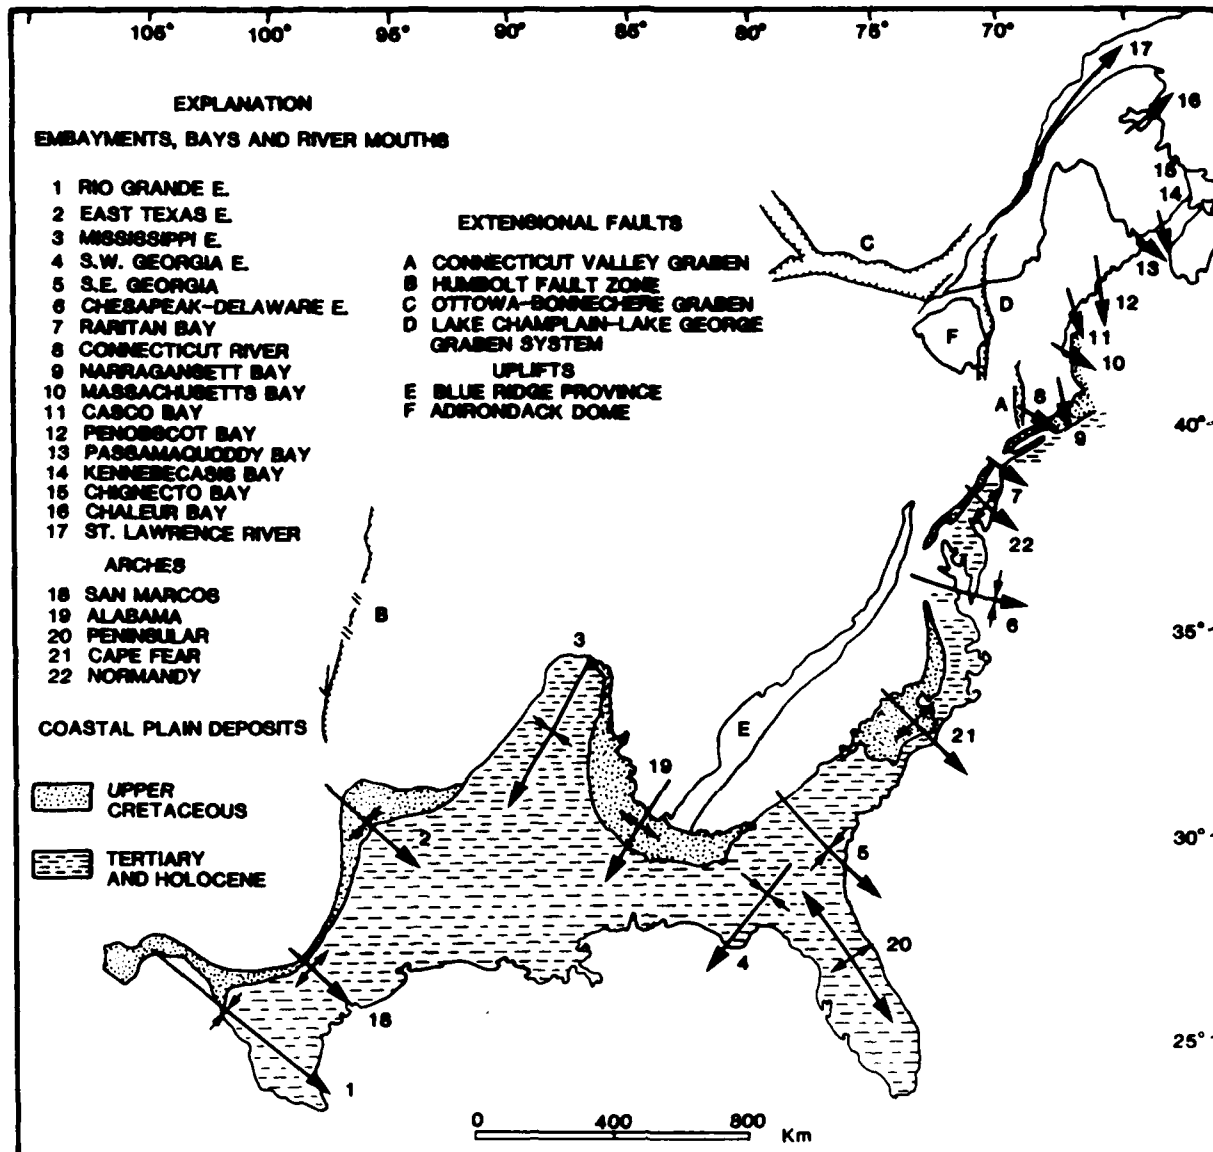 105° 100° 95° 90° 85° 80° 75° 70°
EXPLANATION
EMBAYMENTS, BAYS AND RIVER MOUTHS
1 RIO GRANDE E.
2 EAST TEXAS E.
3 MISSISSIPPI E.
4 S.W. GEORGIA E.
5 S.E. GEORGIA
6 CHESAPEAK-DELAWARE E.
7 RARITAN BAY
8 CONNECTICUT RIVER
9 NARRAGANSETT BAY
10 MASSACHUSETTS BAY
11 CASCO BAY
12 PENOBSCOT BAY
13 PASSAMAQUODDY BAY
14 KENNEBECASIS BAY
15 CHIGNECTO BAY
16 CHALEUR BAY
17 ST. LAWRENCE RIVER
ARCHES
18 SAN MARCOS
19 ALABAMA
20 PENINSULAR
21 CAPE FEAR
22 NORMANDY
COASTAL PLAIN DEPOSITS
UPPER
CRETACEOUS
TERTIARY
AND HOLOCENE
EXTENSIONAL FAULTS
A CONNECTICUT VALLEY GRABEN
B HUMBOLT FAULT ZONE
C OTTOWA-BONNECHERE GRABEN
D LAKE CHAMPLAIN-LAKE GEORGE
GRABEN SYSTEM
UPLIFTS
E BLUE RIDGE PROVINCE
F ADIRONDACK DOME
17
16
15
14
C
13
D
12
F
11
10
A
8
40°
9
7
22
B
6
35°
3
E
21
19
2
5
30°
20
4
18
25°
1
0 400 800
Km